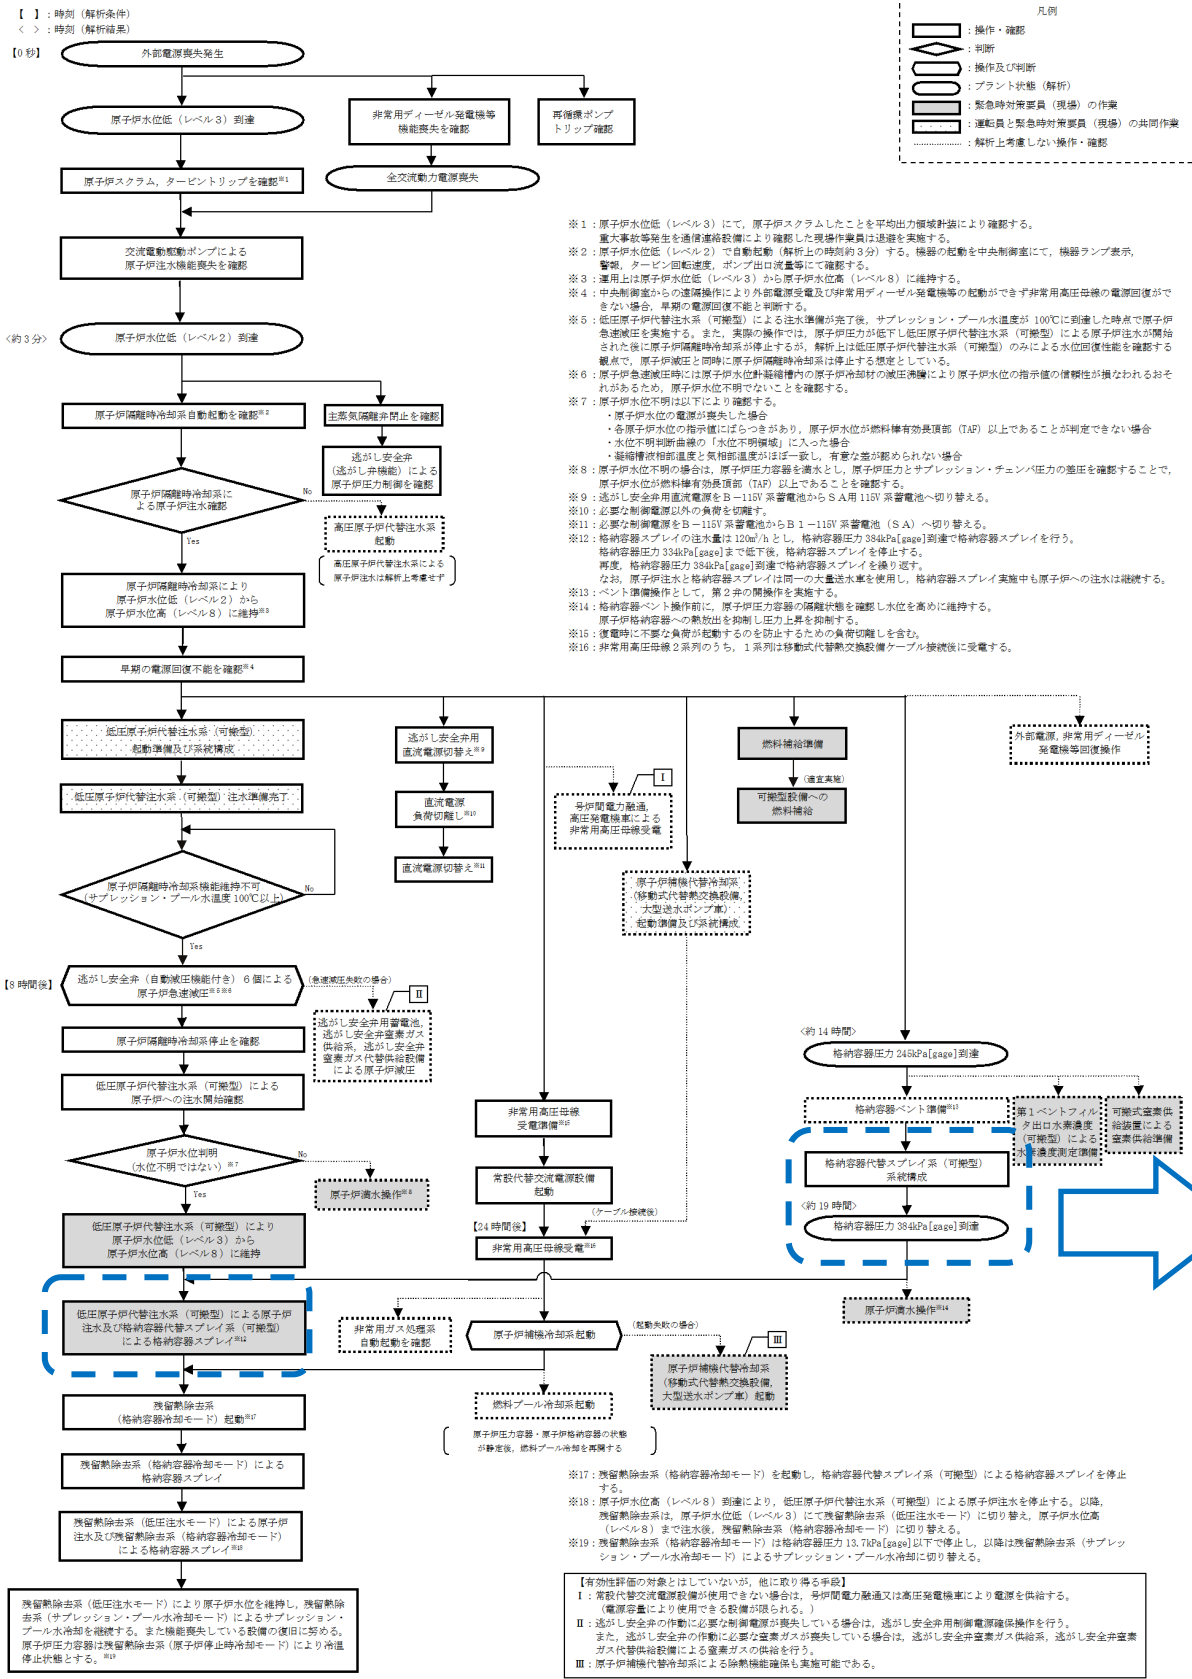 【　】：時刻（解析条件）
＜　＞：時刻（解析結果）
【0秒】
外部電源喪失発生
原子炉水位低（レベル３）到達
非常用ディーゼル発電機等
機能喪失を確認
再循環ポンプ
トリップ確認
全交流動力電源喪失
原子炉スクラム，タービントリップを確認※1
交流電動駆動ポンプによる
原子炉注水機能喪失を確認
＜約３分＞
原子炉水位低（レベル２）到達
原子炉隔離時冷却系自動起動を確認※2
主蒸気隔離弁閉止を確認
逃がし安全弁
（逃がし弁機能）による
原子炉圧力制御を確認
原子炉隔離時冷却系に
よる原子炉注水確認
No
Yes
高圧原子炉代替注水系
起動
高圧原子炉代替注水系による
原子炉注水は解析上考慮せず
原子炉隔離時冷却系により
原子炉水位低（レベル２）から
原子炉水位高（レベル８）に維持※3
早期の電源回復不能を確認※4
凡例
：操作・確認
：判断
：操作及び判断
：プラント状態（解析）
：緊急時対策要員（現場）の作業
：運転員と緊急時対策要員（現場）の共同作業
：解析上考慮しない操作・確認
※１：原子炉水位低（レベル３）にて，原子炉スクラムしたことを平均出力領域計装により確認する。
重大事故等発生を通信連絡設備により確認した現場作業員は退避を実施する。
※２：原子炉水位低（レベル２）で自動起動（解析上の時刻約３分）する。機器の起動を中央制御室にて，機器ランプ表示，
警報，タービン回転速度，ポンプ出口流量等にて確認する。
※３：運用上は原子炉水位低（レベル３）から原子炉水位高（レベル８）に維持する。
※４：中央制御室からの遠隔操作により外部電源受電及び非常用ディーゼル発電機等の起動ができず非常用高圧母線の電源回復がで
きない場合，早期の電源回復不能と判断する。
※５：低圧原子炉代替注水系（可搬型）による注水準備が完了後，サプレッション・プール水温度が 100℃に到達した時点で原子炉
急速減圧を実施する。また，実際の操作では，原子炉圧力が低下し低圧原子炉代替注水系（可搬型）による原子炉注水が開始
された後に原子炉隔離時冷却系が停止するが，解析上は低圧原子炉代替注水系（可搬型）のみによる水位回復性能を確認する
観点で，原子炉減圧と同時に原子炉隔離時冷却系は停止する想定としている。
※６：原子炉急速減圧時には原子炉水位計凝縮槽内の原子炉冷却材の減圧沸騰により原子炉水位の指示値の信頼性が損なわれるおそ
れがあるため，原子炉水位不明でないことを確認する。
※７：原子炉水位不明は以下により確認する。
・原子炉水位の電源が喪失した場合
・各原子炉水位の指示値にばらつきがあり，原子炉水位が燃料棒有効長頂部（TAF）以上であることが判定できない場合
・水位不明判断曲線の「水位不明領域」に入った場合
・凝縮槽液相部温度と気相部温度がほぼ一致し，有意な差が認められない場合
※８：原子炉水位不明の場合は，原子炉圧力容器を満水とし，原子炉圧力とサプレッション・チェンバ圧力の差圧を確認することで，
原子炉水位が燃料棒有効長頂部（TAF）以上であることを確認する。
※９：逃がし安全弁用直流電源をＢ－115V 系蓄電池からＳＡ用 115V 系蓄電池へ切り替える。
※10：必要な制御電源以外の負荷を切離す。
※11：必要な制御電源をＢ－115V 系蓄電池からＢ１－115V 系蓄電池（ＳＡ）へ切り替える。
※12：格納容器スプレイの注水量は 120m³/h とし，格納容器圧力 384kPa[gage]到達で格納容器スプレイを行う。
格納容器圧力 334kPa[gage]まで低下後，格納容器スプレイを停止する。
再度，格納容器圧力 384kPa[gage]到達で格納容器スプレイを繰り返す。
なお，原子炉注水と格納容器スプレイは同一の大量送水車を使用し，格納容器スプレイ実施中も原子炉への注水は継続する。
※13：ベント準備操作として，第２弁の開操作を実施する。
※14：格納容器ベント操作前に，原子炉圧力容器の隔離状態を確認し水位を高めに維持する。
原子炉格納容器への熱放出を抑制し圧力上昇を抑制する。
※15：復電時に不要な負荷が起動するのを防止するための負荷切離しを含む。
※16：非常用高圧母線２系列のうち，１系列は移動式代替熱交換設備ケーブル接続後に受電する。
低圧原子炉代替注水系（可搬型）
起動準備及び系統構成
低圧原子炉代替注水系（可搬型）注水準備完了
原子炉隔離時冷却系機能維持不可
（サプレッション・プール水温度 100℃以上）
No
Yes
逃がし安全弁用
直流電源切替え※9
直流電源
負荷切離し※10
直流電源切替え※11
Ⅰ
号炉間電力融通，
高圧発電機車による
非常用高圧母線受電
原子炉補機代替冷却系
（移動式代替熱交換設備，
大型送水ポンプ車）
起動準備及び系統構成
燃料補給準備
（適宜実施）
可搬型設備への
燃料補給
外部電源，非常用ディーゼル
発電機等回復操作
【８時間後】
逃がし安全弁（自動減圧機能付き）６個による
原子炉急速減圧※5※6
（急速減圧失敗の場合）
Ⅱ
逃がし安全弁用蓄電池，
逃がし安全弁窒素ガス
供給系，逃がし安全弁
窒素ガス代替供給設備
による原子炉減圧
原子炉隔離時冷却系停止を確認
低圧原子炉代替注水系（可搬型）による
原子炉への注水開始確認
原子炉水位判明
（水位不明ではない）※7
No
Yes
原子炉満水操作※8
低圧原子炉代替注水系（可搬型）により
原子炉水位低（レベル３）から
原子炉水位高（レベル８）に維持
非常用高圧母線
受電準備※15
常設代替交流電源設備
起動
（ケーブル接続後）
【24時間後】
非常用高圧母線受電※16
＜約14時間＞
格納容器圧力 245kPa[gage]到達
格納容器ベント準備※13
第１ベントフィル
タ出口水素濃度
（可搬型）による
水素濃度測定準備
可搬式窒素供
給装置による
窒素供給準備
格納容器代替スプレイ系（可搬型）
系統構成
＜約19時間＞
格納容器圧力 384kPa[gage]到達
原子炉満水操作※14
低圧原子炉代替注水系（可搬型）による原子炉
注水及び格納容器代替スプレイ系（可搬型）
による格納容器スプレイ※12
非常用ガス処理系
自動起動を確認
原子炉補機冷却系起動
（起動失敗の場合）
Ⅲ
原子炉補機代替冷却系
（移動式代替熱交換設備，
大型送水ポンプ車）起動
燃料プール冷却系起動
原子炉圧力容器・原子炉格納容器の状態
が静定後，燃料プール冷却を再開する
残留熱除去系
（格納容器冷却モード）起動※17
残留熱除去系（格納容器冷却モード）による
格納容器スプレイ
残留熱除去系（低圧注水モード）による原子炉
注水及び残留熱除去系（格納容器冷却モード）
による格納容器スプレイ※18
残留熱除去系（低圧注水モード）により原子炉水位を維持し，残留熱除
去系（サプレッション・プール水冷却モード）によるサプレッション・
プール水冷却を継続する。また機能喪失している設備の復旧に努める。
原子炉圧力容器は残留熱除去系（原子炉停止時冷却モード）により冷温
停止状態とする。※19
※17：残留熱除去系（格納容器冷却モード）を起動し，格納容器代替スプレイ系（可搬型）による格納容器スプレイを停止
する。
※18：原子炉水位高（レベル８）到達により，低圧原子炉代替注水系（可搬型）による原子炉注水を停止する。以降，
残留熱除去系は，原子炉水位低（レベル３）にて残留熱除去系（低圧注水モード）に切り替え，原子炉水位高
（レベル８）まで注水後，残留熱除去系（格納容器冷却モード）に切り替える。
※19：残留熱除去系（格納容器冷却モード）は格納容器圧力 13.7kPa[gage]以下で停止し，以降は残留熱除去系（サプレッ
ション・プール水冷却モード）によるサプレッション・プール水冷却に切り替える。
【有効性評価の対象とはしていないが，他に取り得る手段】
Ⅰ：常設代替交流電源設備が使用できない場合は，号炉間電力融通又は高圧発電機車により電源を供給する。
（電源容量により使用できる設備が限られる。）
Ⅱ：逃がし安全弁の作動に必要な制御電源が喪失している場合は，逃がし安全弁用制御電源確保操作を行う。
また，逃がし安全弁の作動に必要な窒素ガスが喪失している場合は，逃がし安全弁窒素ガス供給系，逃がし安全弁窒素
ガス代替供給設備による窒素ガスの供給を行う。
Ⅲ：原子炉補機代替冷却系による除熱機能確保も実施可能である。